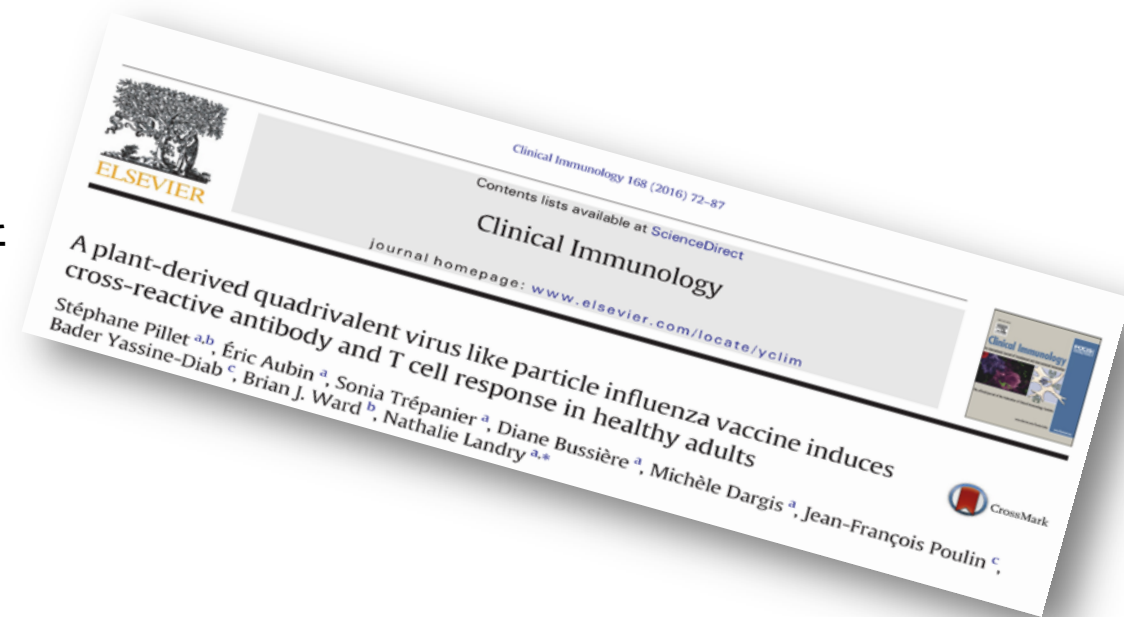 Clinical Immunology 168 (2016) 72–87
Contents lists available at ScienceDirect
ELSEVIER
Clinical Immunology
journal homepage: www.elsevier.com/locate/yclim
Clinical Immunology
A plant-derived quadrivalent virus like particle influenza vaccine induces
cross-reactive antibody and T cell response in healthy adults
CrossMark
Stéphane Pillet a,b, Éric Aubin a, Sonia Trépanier a, Diane Bussière a, Michèle Dargis a, Jean-François Poulin c,
Bader Yassine-Diab c, Brian J. Ward b, Nathalie Landry a,*